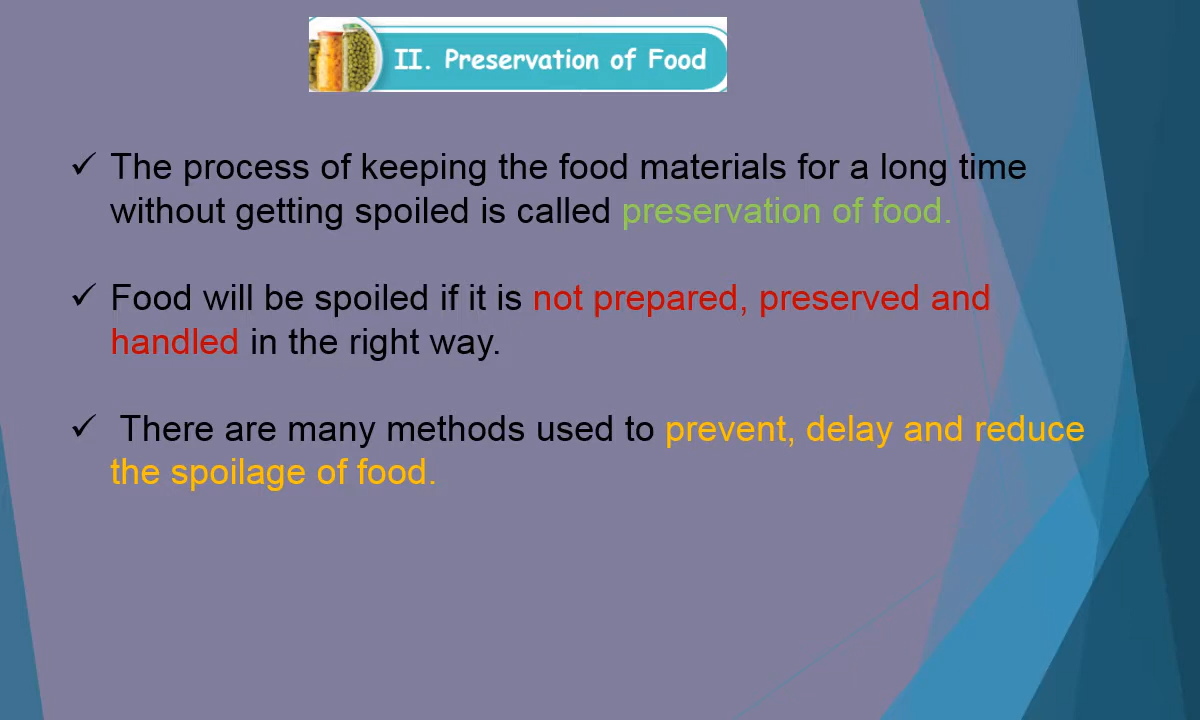 II. Preservation of Food
✓ The process of keeping the food materials for a long time
without getting spoiled is called preservation of food.
✓ Food will be spoiled if it is not prepared, preserved and
handled in the right way.
✓ There are many methods used to prevent, delay and reduce
the spoilage of food.